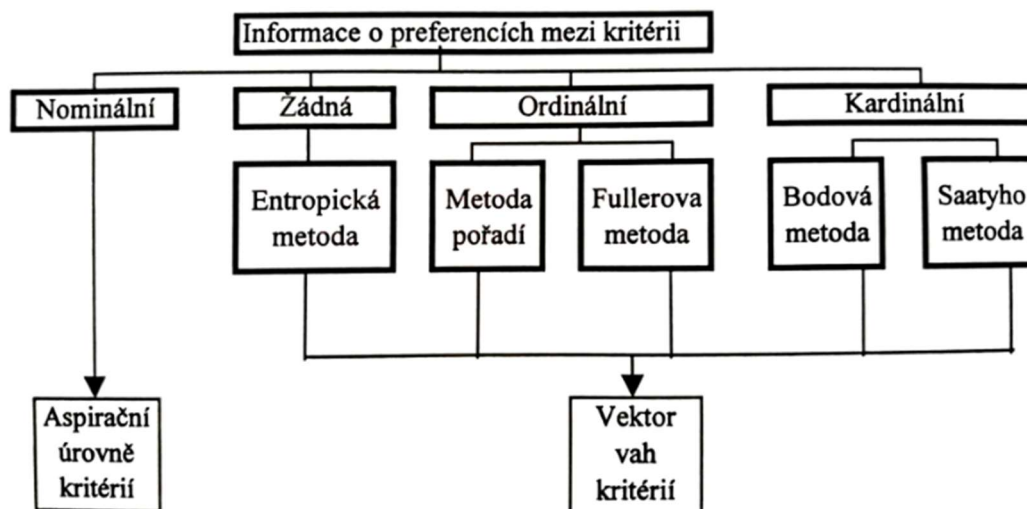 Informace o preferencích mezi kritérii
Nominální
Žádná
Ordinální
Kardinální
Entropická
metoda
Metoda
pořadí
Fullerova
metoda
Bodová
metoda
Saatyho
metoda
Aspirační
úrovně
kritérií
Vektor
vah
kritérií